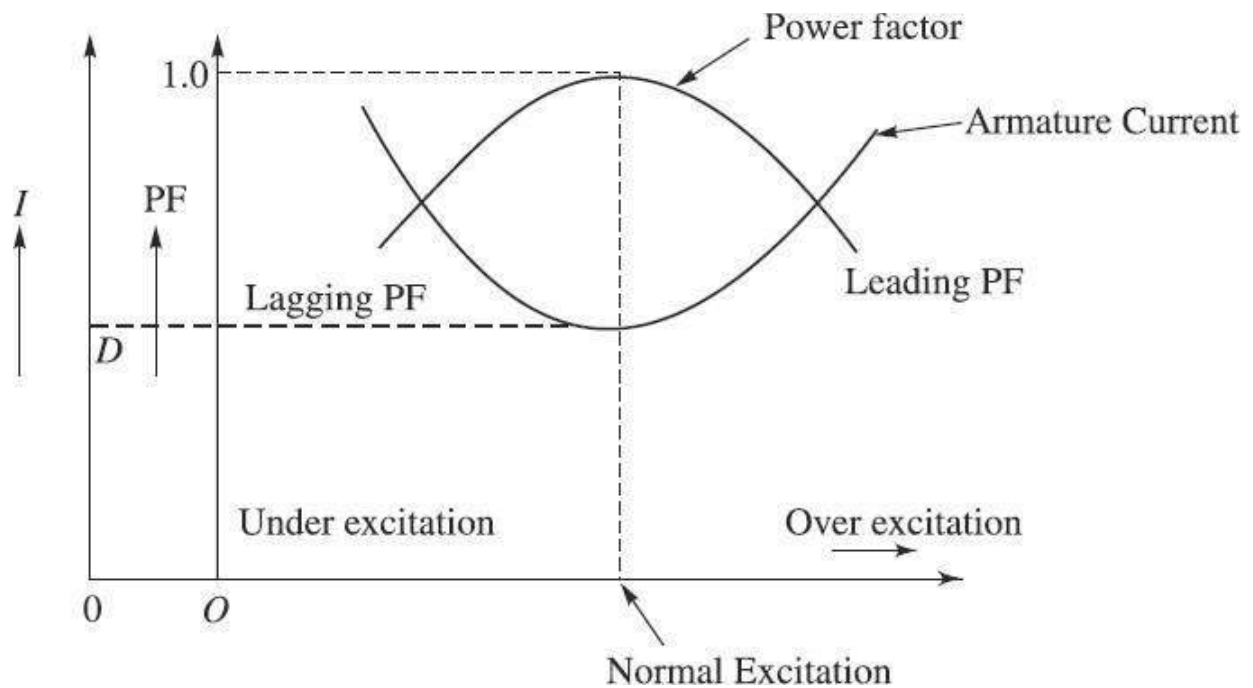 Power factor
1.0
Armature Current
I
PF
Lagging PF
Leading PF
D
Under excitation
Over excitation
0
O
Normal Excitation